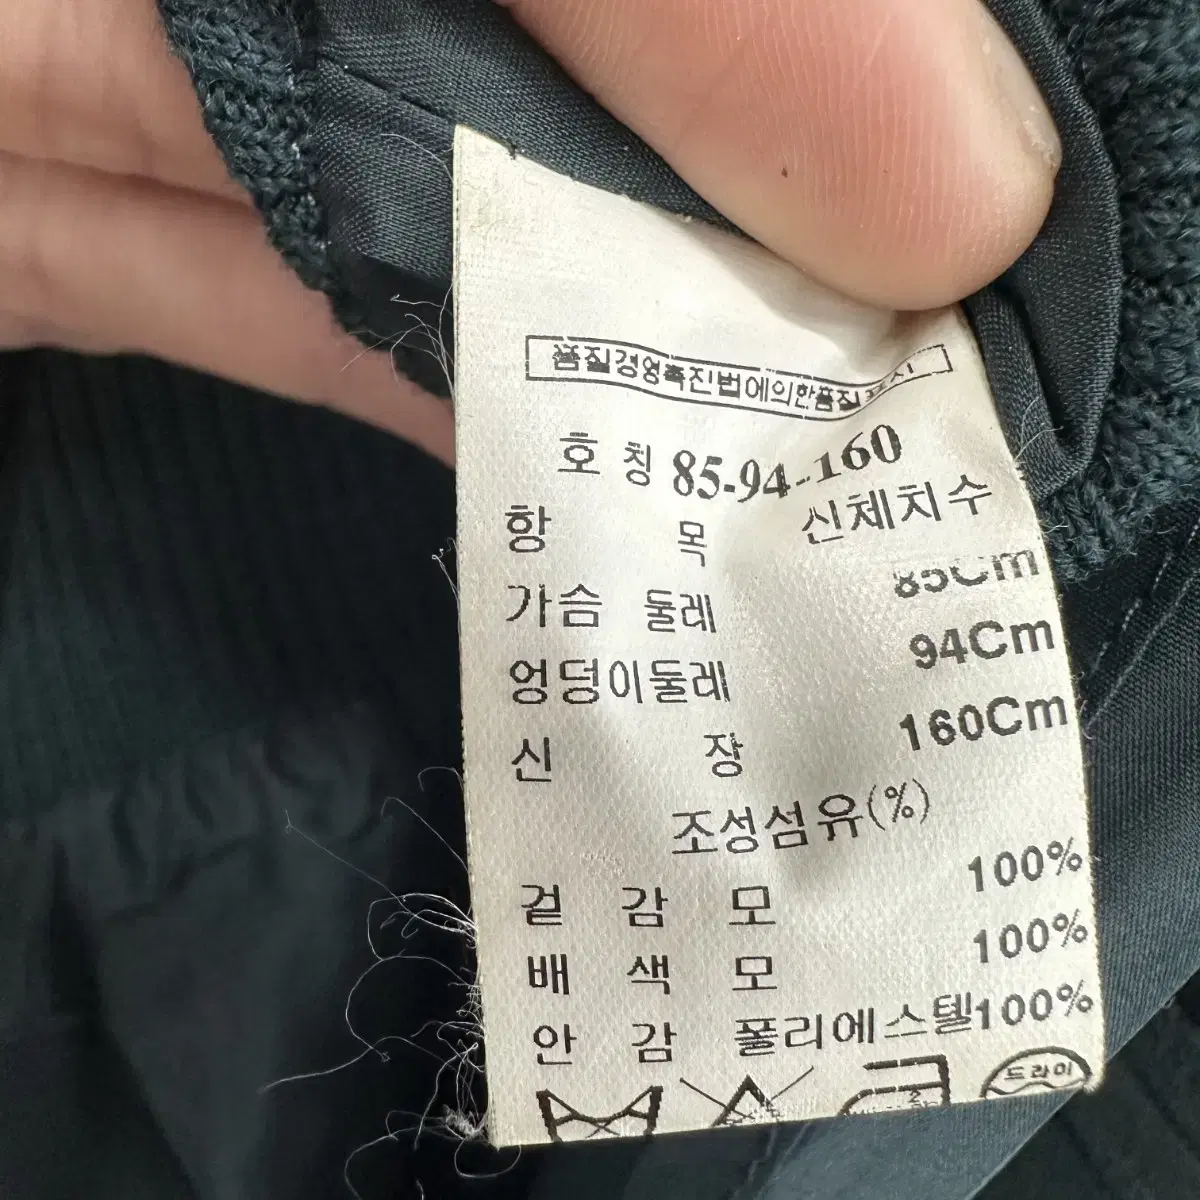 품질경영촉진법에의한품질표시
호 칭 85-94-160
항 목 신체치수
가슴 둘레 85Cm
엉덩이둘레 94Cm
신 장 160Cm
조성섬유(%)
겉 감 모 100%
배 색 모 100%
안 감 폴리에스텔100%
드라이